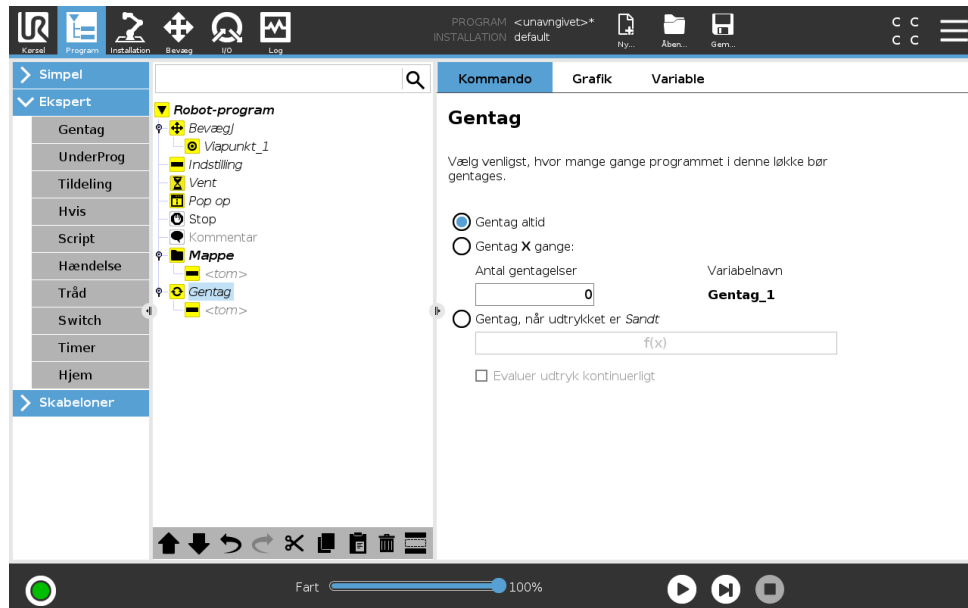 UR
Kørsel
Program
Installation
Bevæg
I/O
Log
PROGRAM <unavngivet>*
INSTALLATION default
Ny...
Åben...
Gem...
C C
C C
Simpel
Ekspert
Gentag
UnderProg
Tildeling
Hvis
Script
Hændelse
Tråd
Switch
Timer
Hjem
Skabeloner
Robot-program
BevægJ
Viapunkt_1
Indstilling
Vent
Pop op
Stop
Kommentar
Mappe
<tom>
Gentag
<tom>
Kommando
Grafik
Variable
Gentag
Vælg venligst, hvor mange gange programmet i denne løkke bør
gentages.
Gentag altid
Gentag X gange:
Antal gentagelser
Variabelnavn
0
Gentag_1
Gentag, når udtrykket er Sandt
f(x)
Evaluer udtryk kontinuerligt
Fart
100%